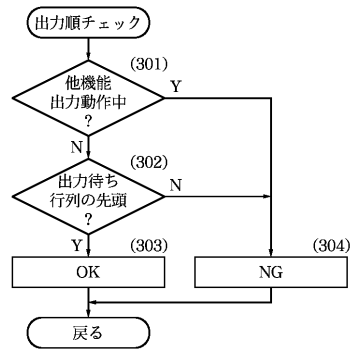 出力順チェック
(301)
他機能
出力動作中
?
Y
N
(302)
出力待ち
行列の先頭
?
N
Y
(303)
OK
(304)
NG
戻る